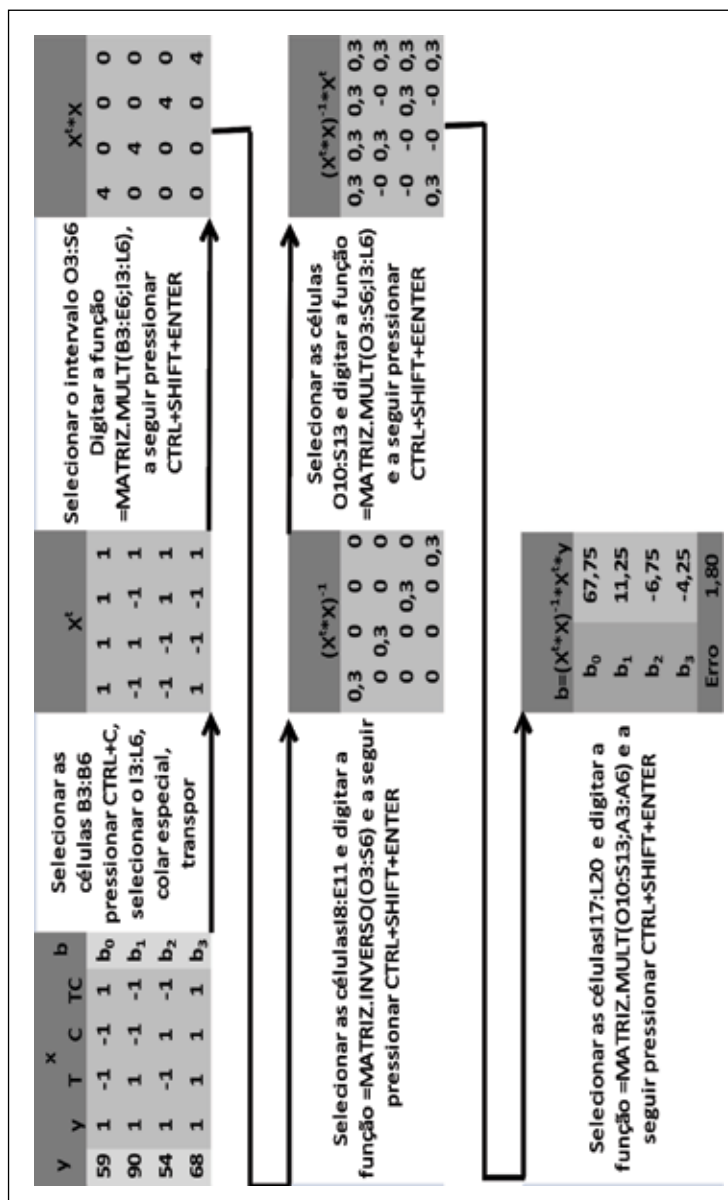 y y T C TC b
x
59 1 -1 -1 1 b0
90 1 1 -1 -1 b1
54 1 -1 1 -1 b2
68 1 1 1 1 b3
Selecionar as
células B3:B6
pressionar CTRL+C,
selecionar o I3:L6,
colar especial,
transpor
X^t
1 1 1 1
-1 1 -1 1
-1 -1 1 1
1 -1 -1 1
Selecionar o intervalo O3:S6
Digitar a função
=MATRIZ.MULT(B3:E6;I3:L6),
a seguir pressionar
CTRL+SHIFT+ENTER
X^t*X
4 0 0 0
0 4 0 0
0 0 4 0
0 0 0 4
Selecionar as célulasI8:E11 e digitar a
função =MATRIZ.INVERSO(O3:S6) e a seguir
pressionar CTRL+SHIFT+ENTER
(X^t*X)^-1
0,3 0 0 0
0 0,3 0 0
0 0 0,3 0
0 0 0 0,3
Selecionar as células
O10:S13 e digitar a função
=MATRIZ.MULT(O3:S6;I3:L6)
e a seguir pressionar
CTRL+SHIFT+EENTER
(X^t*X)^-1*X^t
0,3 0,3 0,3 0,3
-0 0,3 -0 0,3
-0 -0 0,3 0,3
0,3 -0 -0 0,3
Selecionar as célulasI17:L20 e digitar a
função =MATRIZ.MULT(O10:S13;A3:A6) e a
seguir pressionar CTRL+SHIFT+ENTER
b=(X^t*X)^-1*X^t*y
b0 67,75
b1 11,25
b2 -6,75
b3 -4,25
Erro 1,80